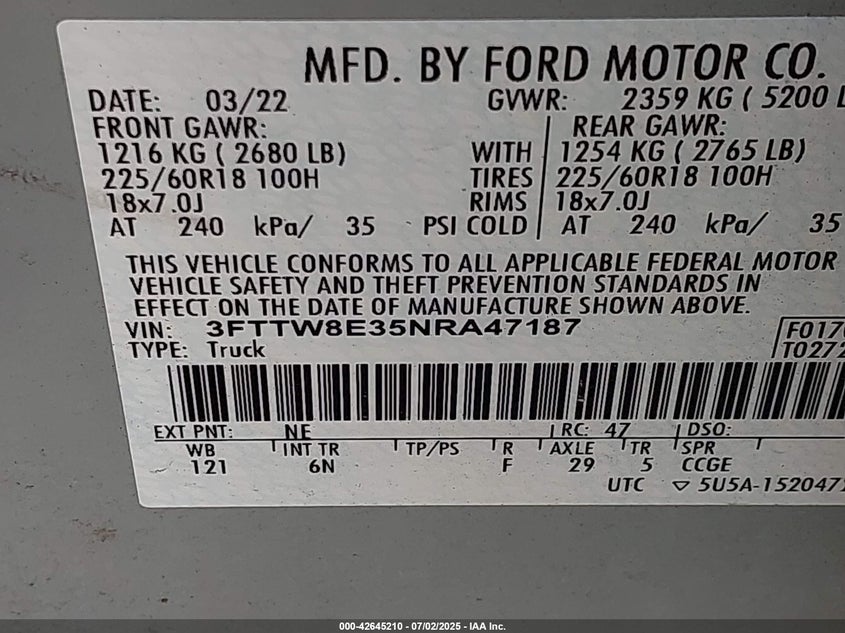 MFD. BY FORD MOTOR CO.
DATE: 03/22 GVWR: 2359 KG ( 5200 L
FRONT GAWR: REAR GAWR:
1216 KG ( 2680 LB) WITH 1254 KG ( 2765 LB)
225/60R18 100H TIRES 225/60R18 100H
18x7.0J RIMS 18x7.0J
AT 240 kPa/ 35 PSI COLD AT 240 kPa/ 35
THIS VEHICLE CONFORMS TO ALL APPLICABLE FEDERAL MOTOR
VEHICLE SAFETY AND THEFT PREVENTION STANDARDS IN
EFFECT ON THE DATE OF MANUFACTURE SHOWN ABOVE.
VIN: 3FTTW8E35NRA47187 F0170
TYPE: Truck T0272
EXT PNT: NE RC: 47 DSO:
WB INT TR TP/PS R AXLE TR SPR
121 6N F 29 5 CCGE
UTC ▽ 5U5A-152047
000-42645210 - 07/02/2025 - IAA Inc.